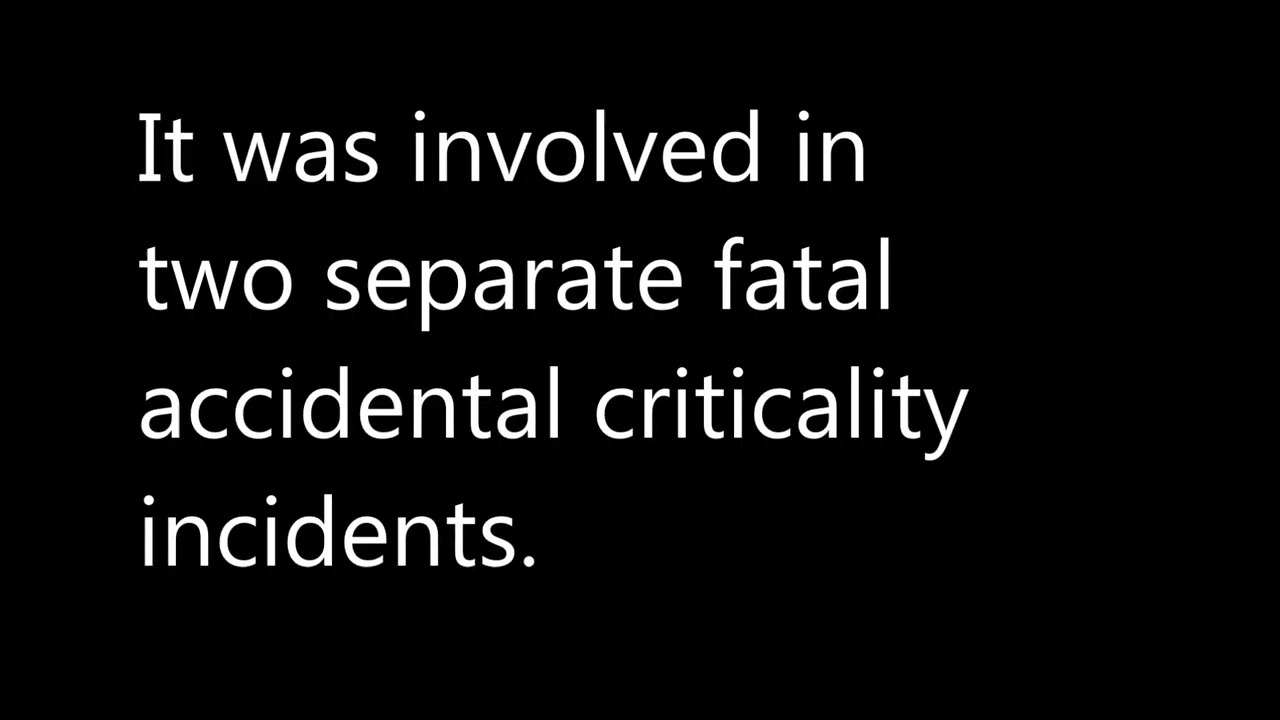 It was involved in
two separate fatal
accidental criticality
incidents.